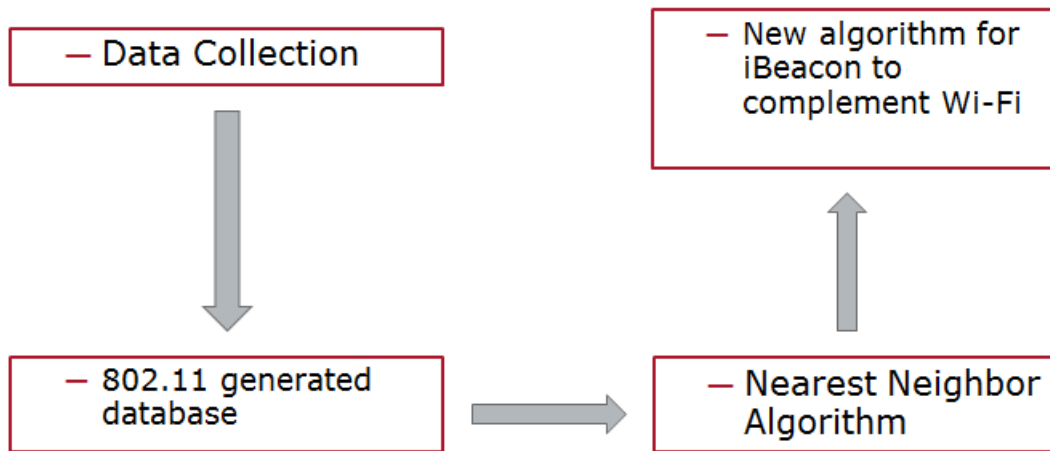 — Data Collection
— New algorithm for
iBeacon to
complement Wi-Fi
— 802.11 generated
database
— Nearest Neighbor
Algorithm